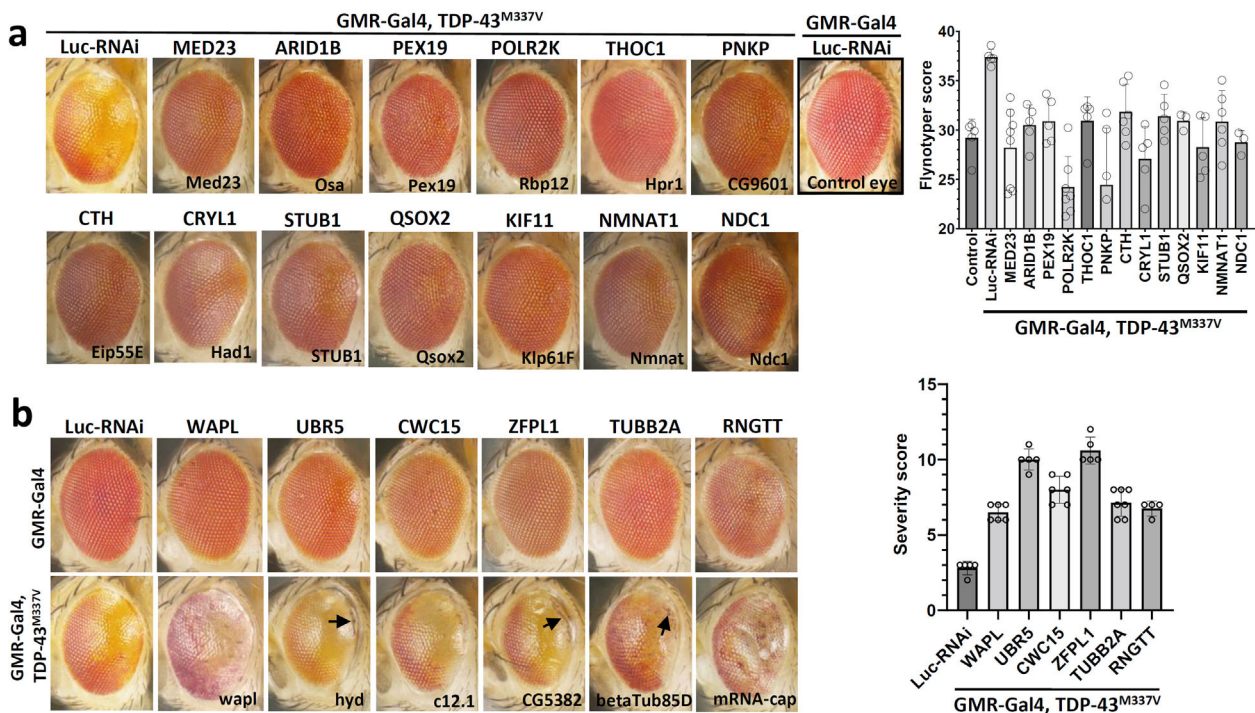 a
GMR-Gal4, TDP-43M337V
GMR-Gal4
Luc-RNAi MED23 ARID1B PEX19 POLR2K THOC1 PNKP Luc-RNAi
Med23 Osa Pex19 Rbp12 Hpr1 CG9601 Control eye
CTH CRYL1 STUB1 QSOX2 KIF11 NMNAT1 NDC1
Eip55E Had1 STUB1 Qsox2 Klp61F Nmnat Ndc1
Flynotyper score
40
35
30
25
20
Control Luc-RNAi MED23 ARID1B PEX19 POLR2K THOC1 PNKP CTH CRYL1 STUB1 QSOX2 KIF11 NMNAT1 NDC1
GMR-Gal4, TDP-43M337V
b
Luc-RNAi WAPL UBR5 CWC15 ZFPL1 TUBB2A RNGTT
GMR-Gal4
GMR-Gal4,
TDP-43M337V
wapl hyd c12.1 CG5382 betaTub85D mRNA-cap
Severity score
15
10
5
0
Luc-RNAi WAPL UBR5 CWC15 ZFPL1 TUBB2A RNGTT
GMR-Gal4, TDP-43M337V